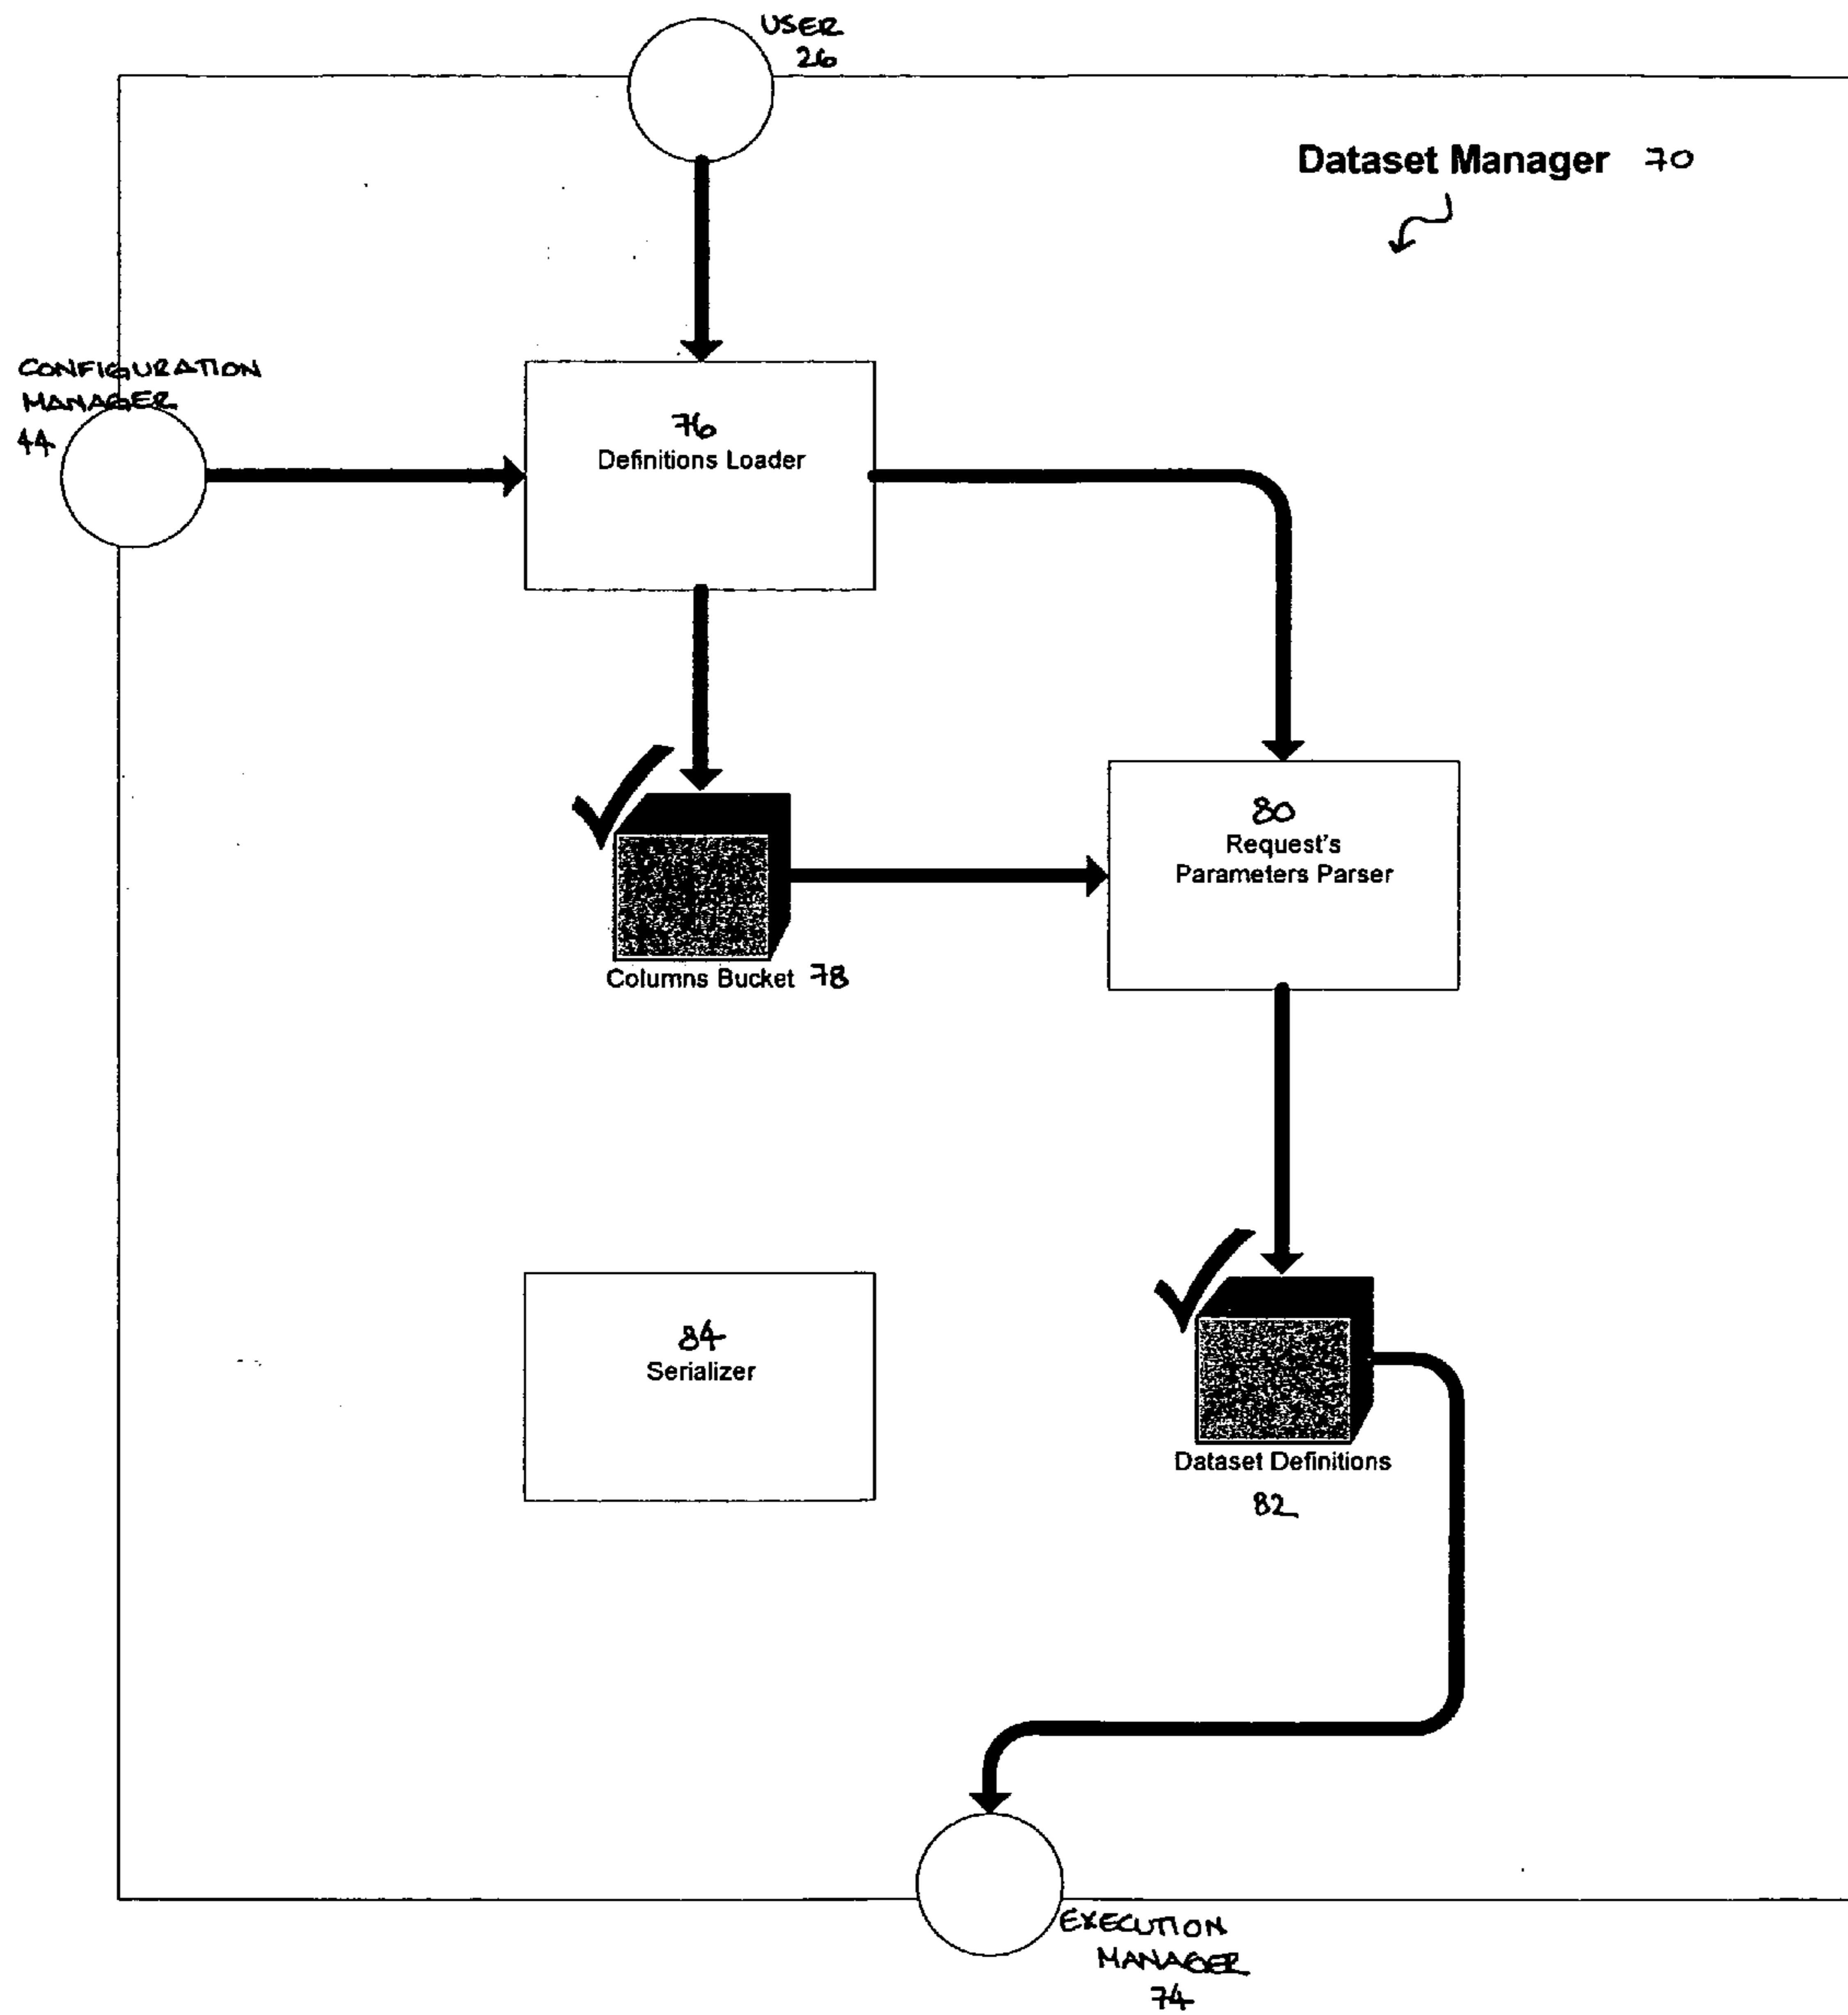 USER
26
Dataset Manager 70
CONFIGURATION
MANAGER
44
76
Definitions Loader
80
Request's
Parameters Parser
Columns Bucket 78
84
Serializer
Dataset Definitions
82
EXECUTION
MANAGER
74